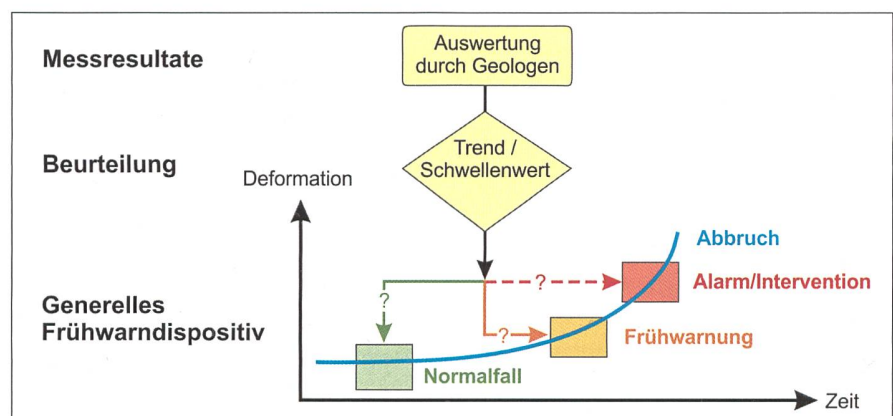 Messresultate
Auswertung
durch Geologen
Beurteilung
Trend /
Schwellenwert
Deformation
Abbruch
?
Alarm/Intervention
?
Generelles
Frühwarndispositiv
?
Frühwarnung
Normalfall
Zeit